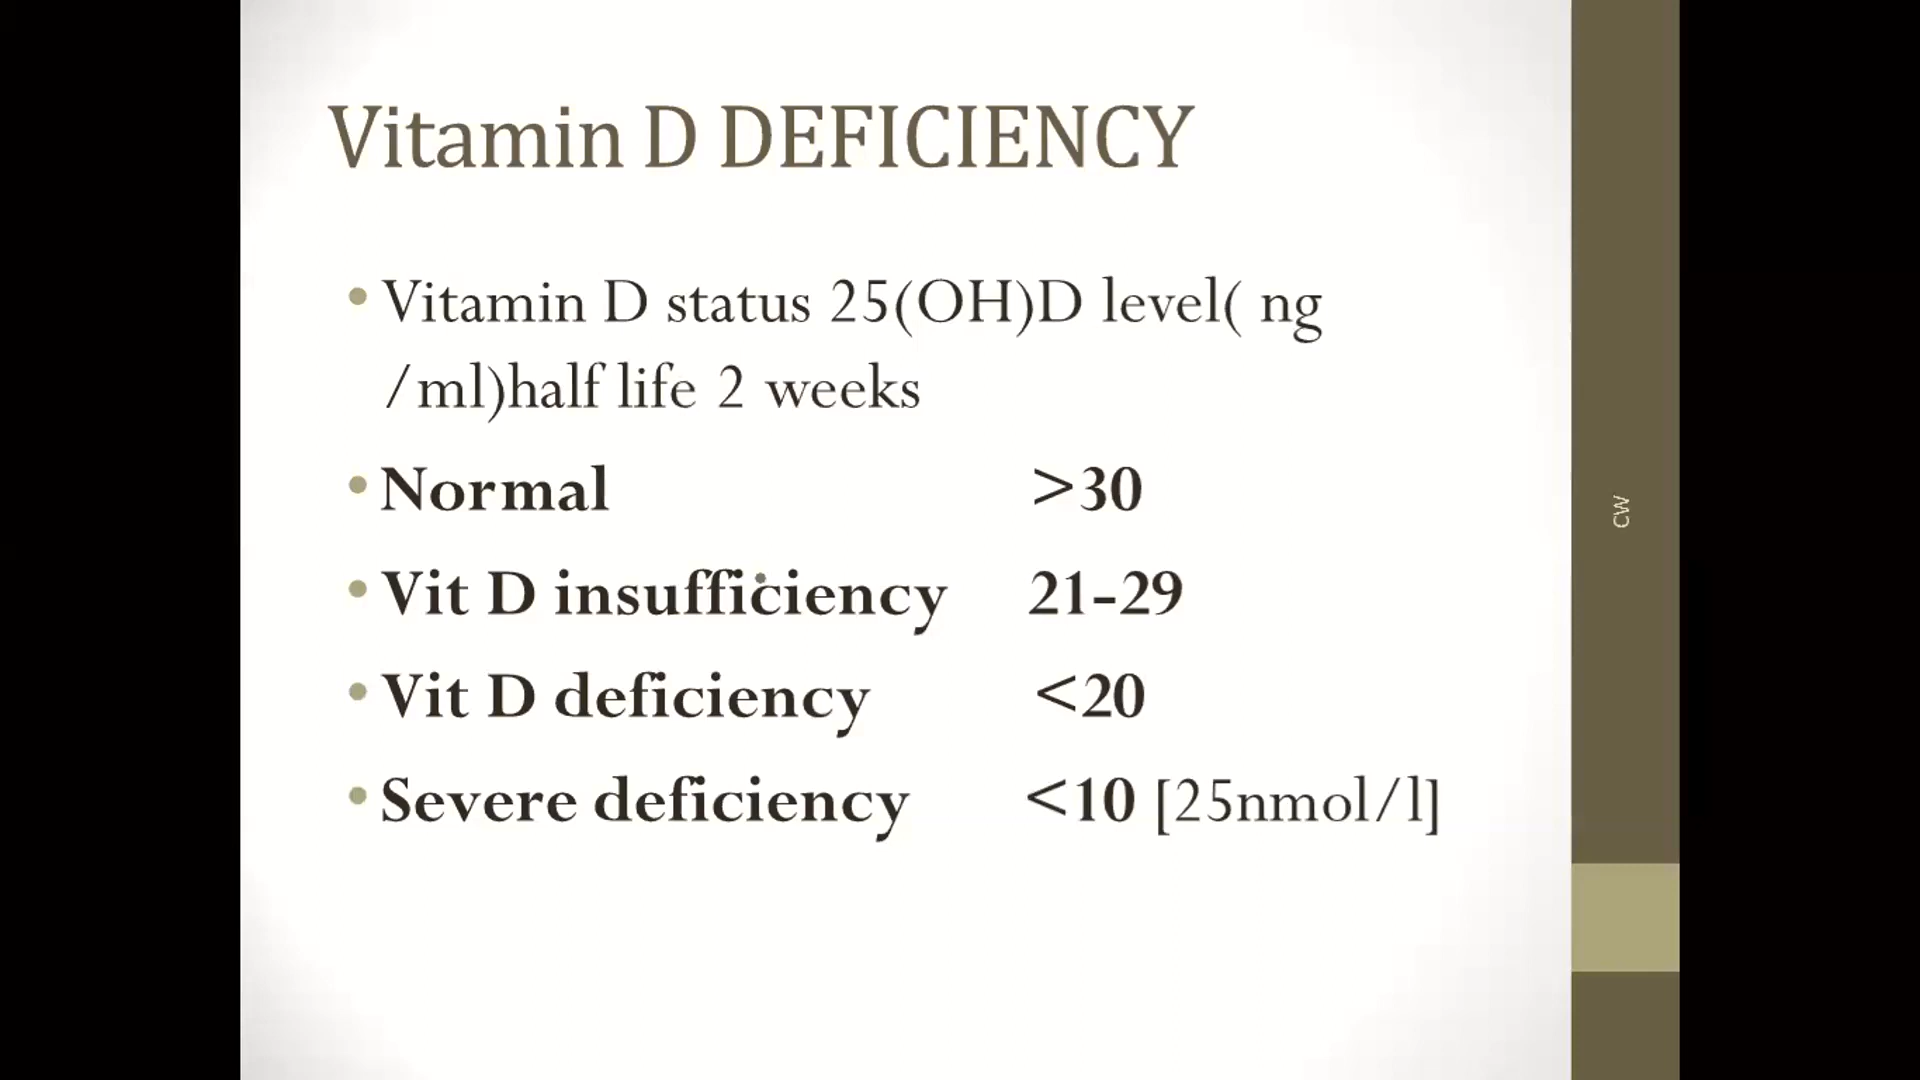 Vitamin D DEFICIENCY
• Vitamin D status 25(OH)D level( ng
/ml)half life 2 weeks
• Normal >30
• Vit D insufficiency 21-29
• Vit D deficiency <20
• Severe deficiency <10 [25nmol/l]
CW